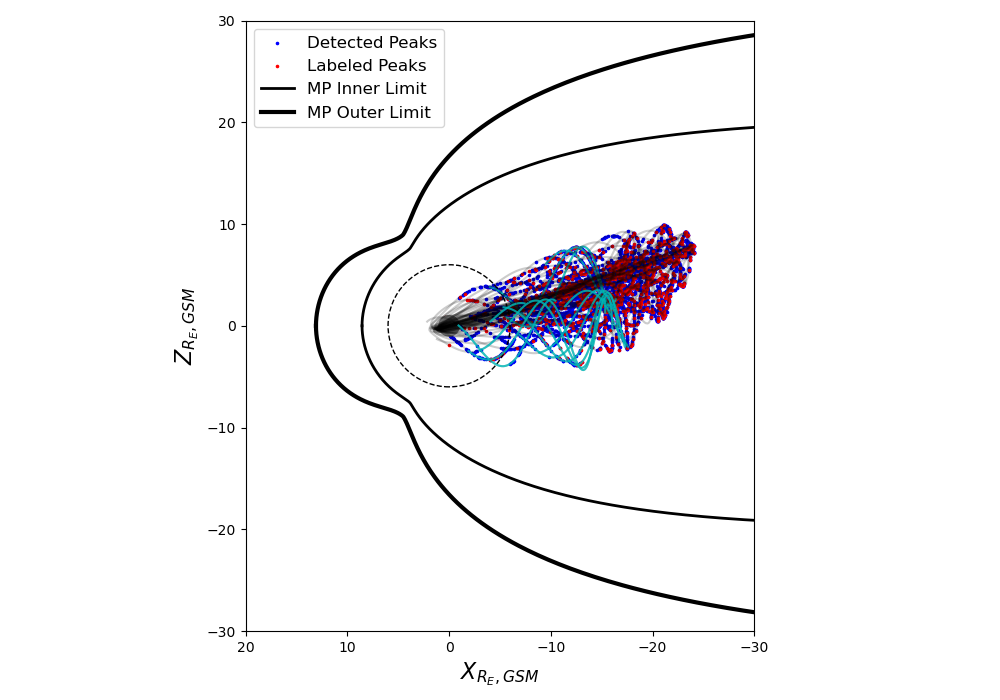 30
20
10
0
−10
−20
−30
Z_{R_E, GSM}
Detected Peaks
Labeled Peaks
MP Inner Limit
MP Outer Limit
20 10 0 −10 −20 −30
X_{R_E, GSM}